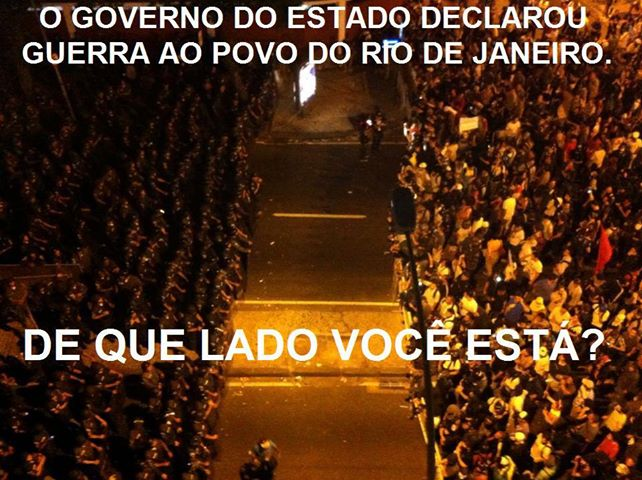 O GOVERNO DO ESTADO DECLAROU
GUERRA AO POVO DO RIO DE JANEIRO.
DE QUE LADO VOCÊ ESTÁ?